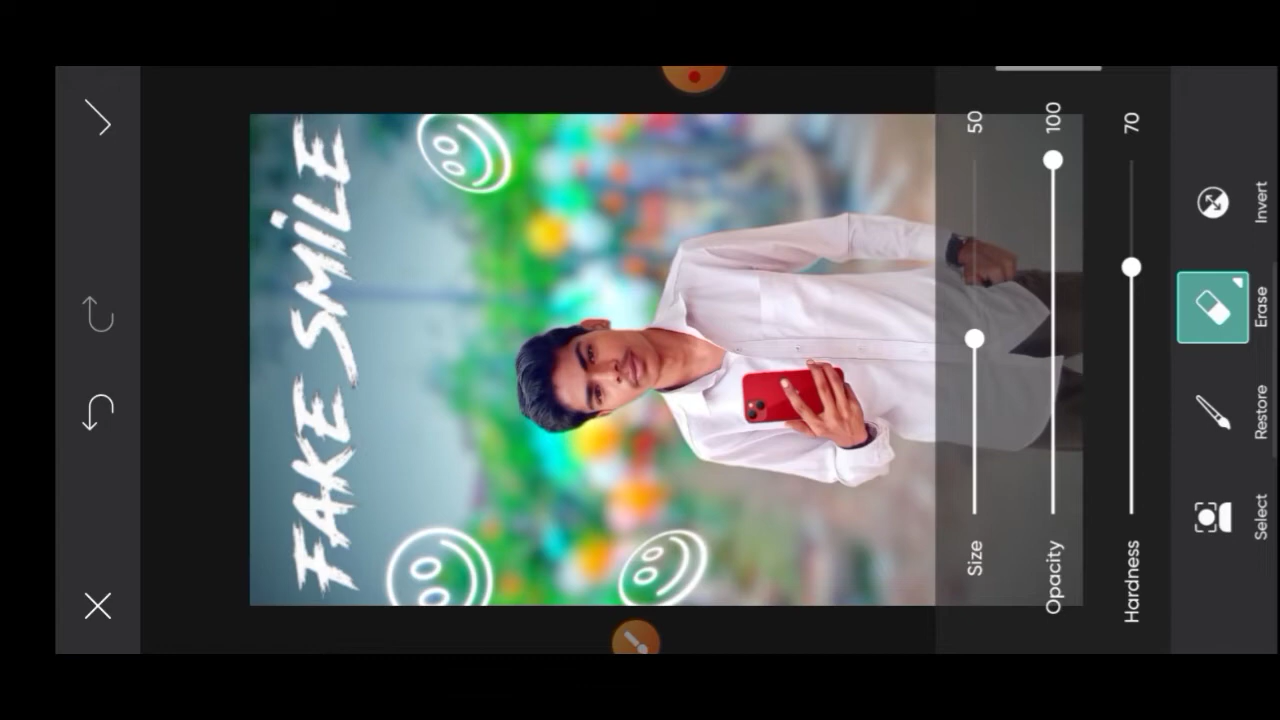 FAKE SMILE
Size 50
Opacity 100
Hardness 70
Select Restore Erase Invert